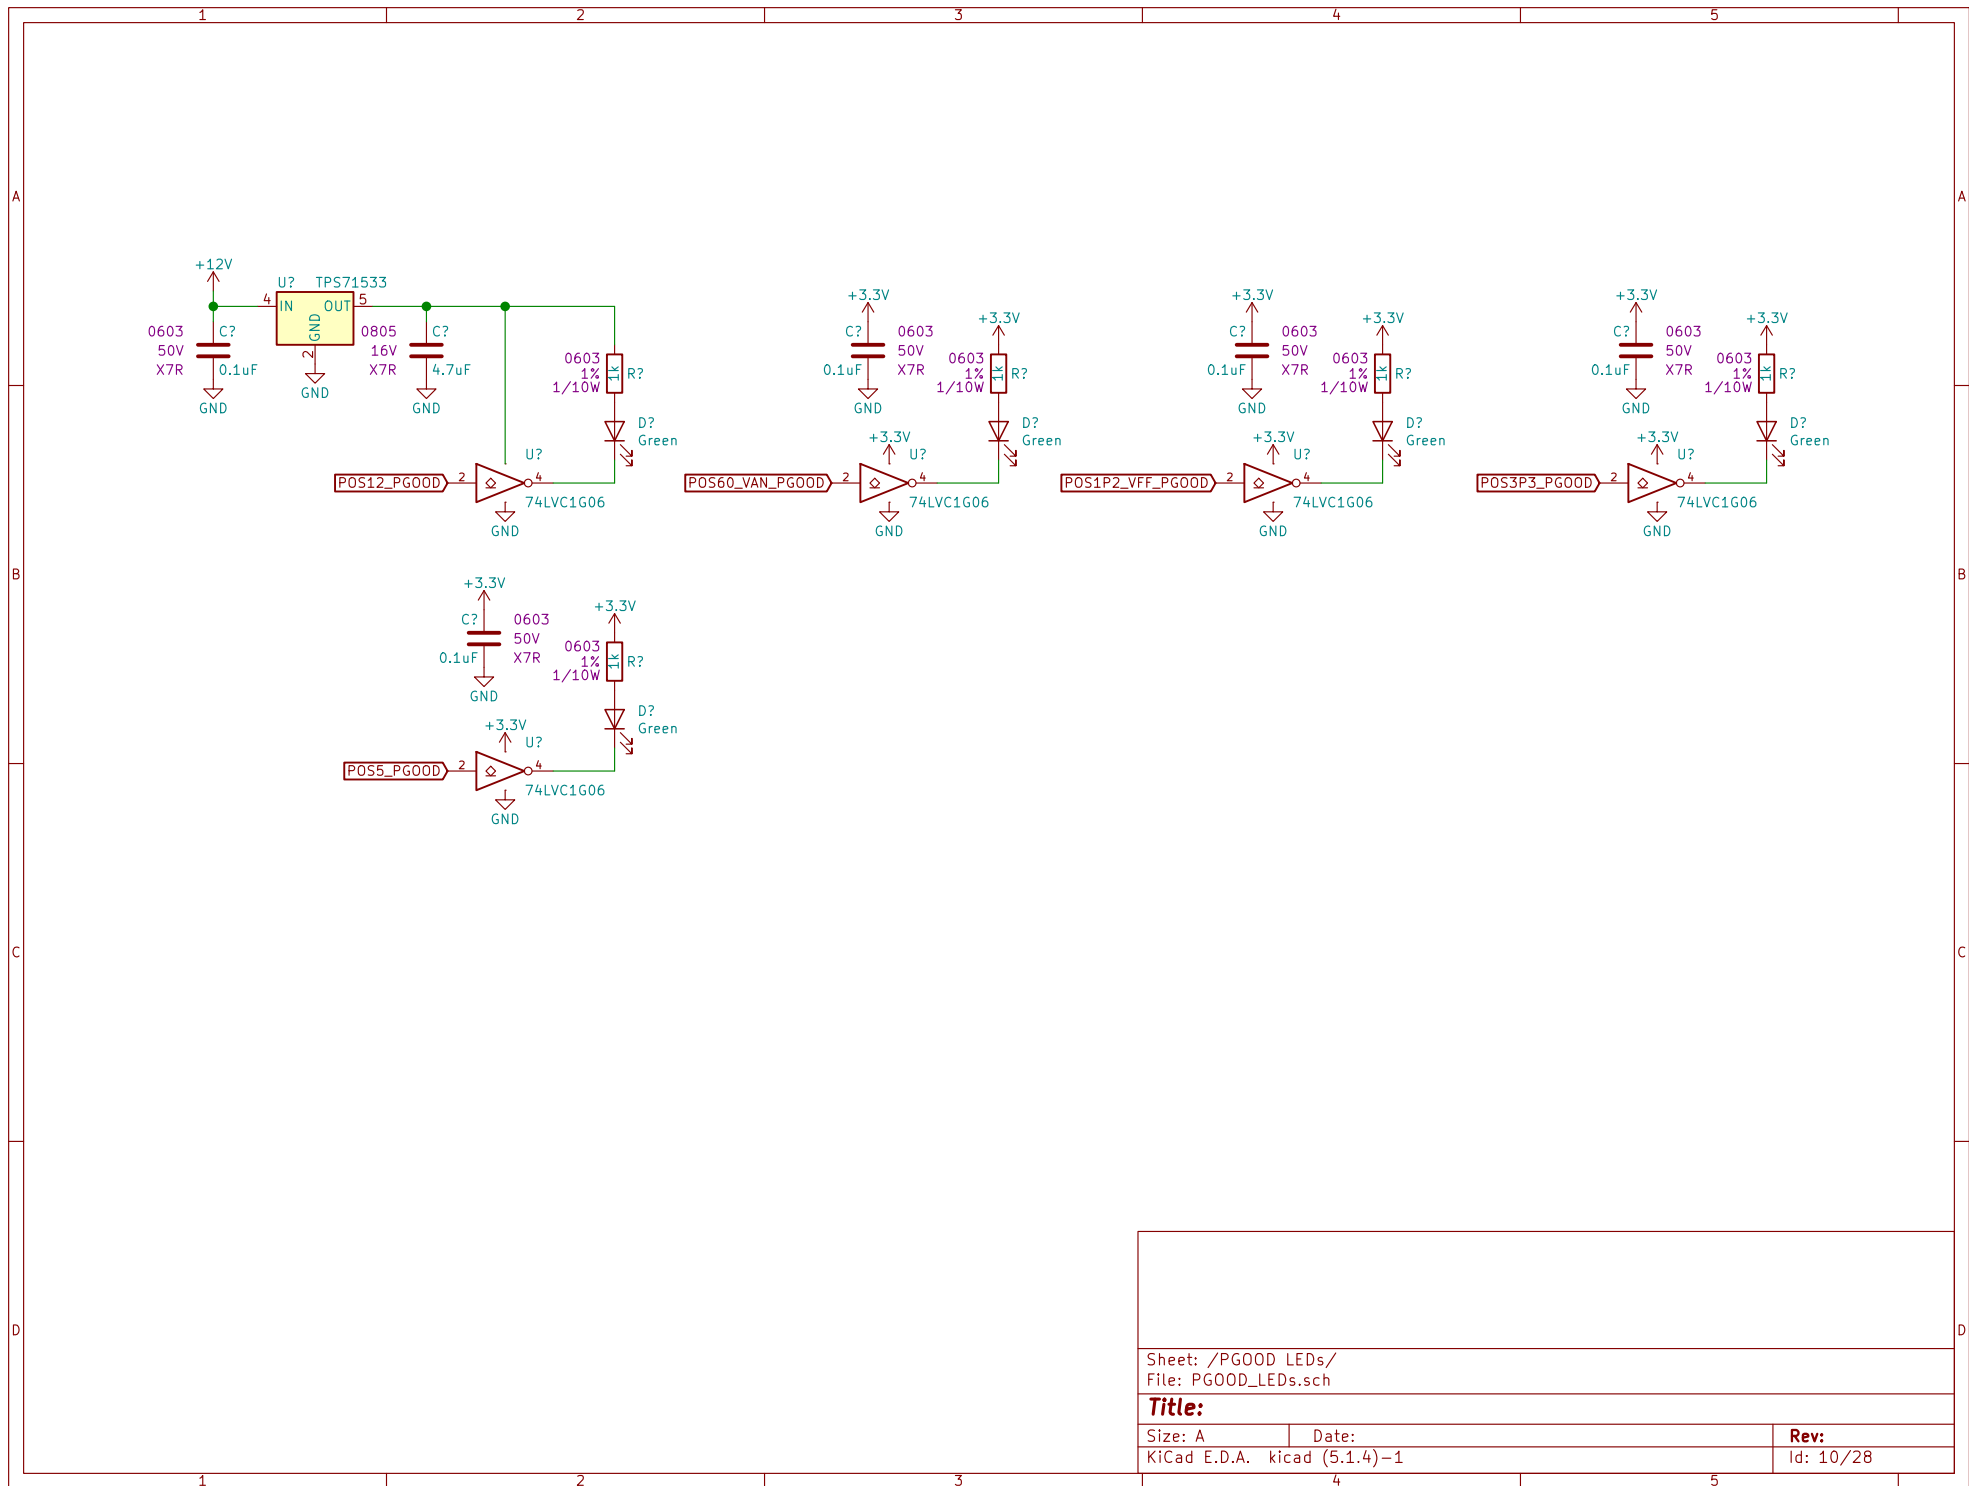 1 2 3 4 5
A A
+12V
U? TPS71533
4 IN OUT 5
GND
2
0603 C?
50V
X7R 0.1uF
GND
GND
0805 C?
16V
X7R 4.7uF
GND
0603
1%
1/10W
1k R?
D?
Green
U?
POS12_PGOOD 2 4
74LVC1G06
GND
+3.3V
C? 0603
50V
0.1uF X7R
GND
+3.3V
0603
1%
1/10W
1k R?
D?
Green
+3.3V
U?
POS60_VAN_PGOOD 2 4
74LVC1G06
GND
+3.3V
C? 0603
50V
0.1uF X7R
GND
+3.3V
0603
1%
1/10W
1k R?
D?
Green
+3.3V
U?
POS1P2_VFF_PGOOD 2 4
74LVC1G06
GND
+3.3V
C? 0603
50V
0.1uF X7R
GND
+3.3V
0603
1%
1/10W
1k R?
D?
Green
+3.3V
U?
POS3P3_PGOOD 2 4
74LVC1G06
GND
B B
+3.3V
C? 0603
50V
0.1uF X7R
GND
+3.3V
0603
1%
1/10W
1k R?
D?
Green
+3.3V
U?
POS5_PGOOD 2 4
74LVC1G06
GND
C C
D D
Sheet: /PGOOD LEDs/
File: PGOOD_LEDs.sch
Title:
Size: A Date: Rev:
KiCad E.D.A. kicad (5.1.4)-1 Id: 10/28
1 2 3 4 5